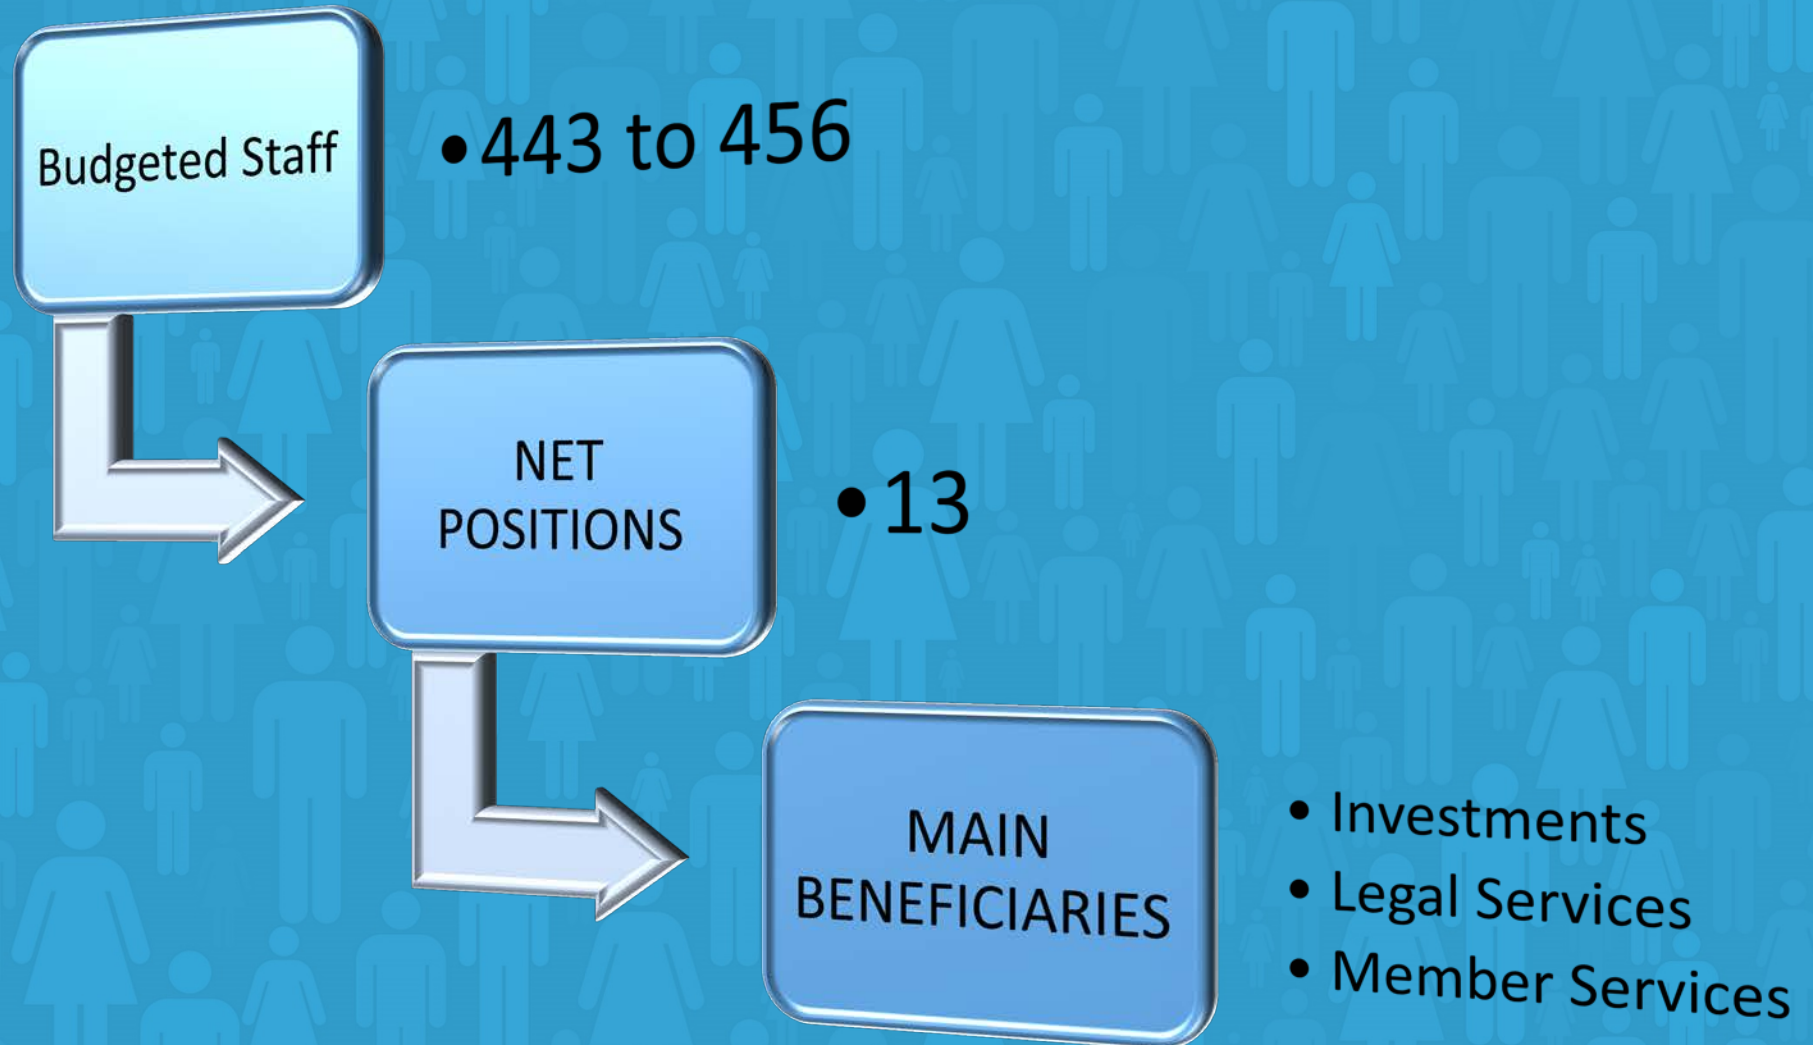 Budgeted Staff
• 443 to 456
NET
POSITIONS
• 13
MAIN
BENEFICIARIES
• Investments
• Legal Services
• Member Services